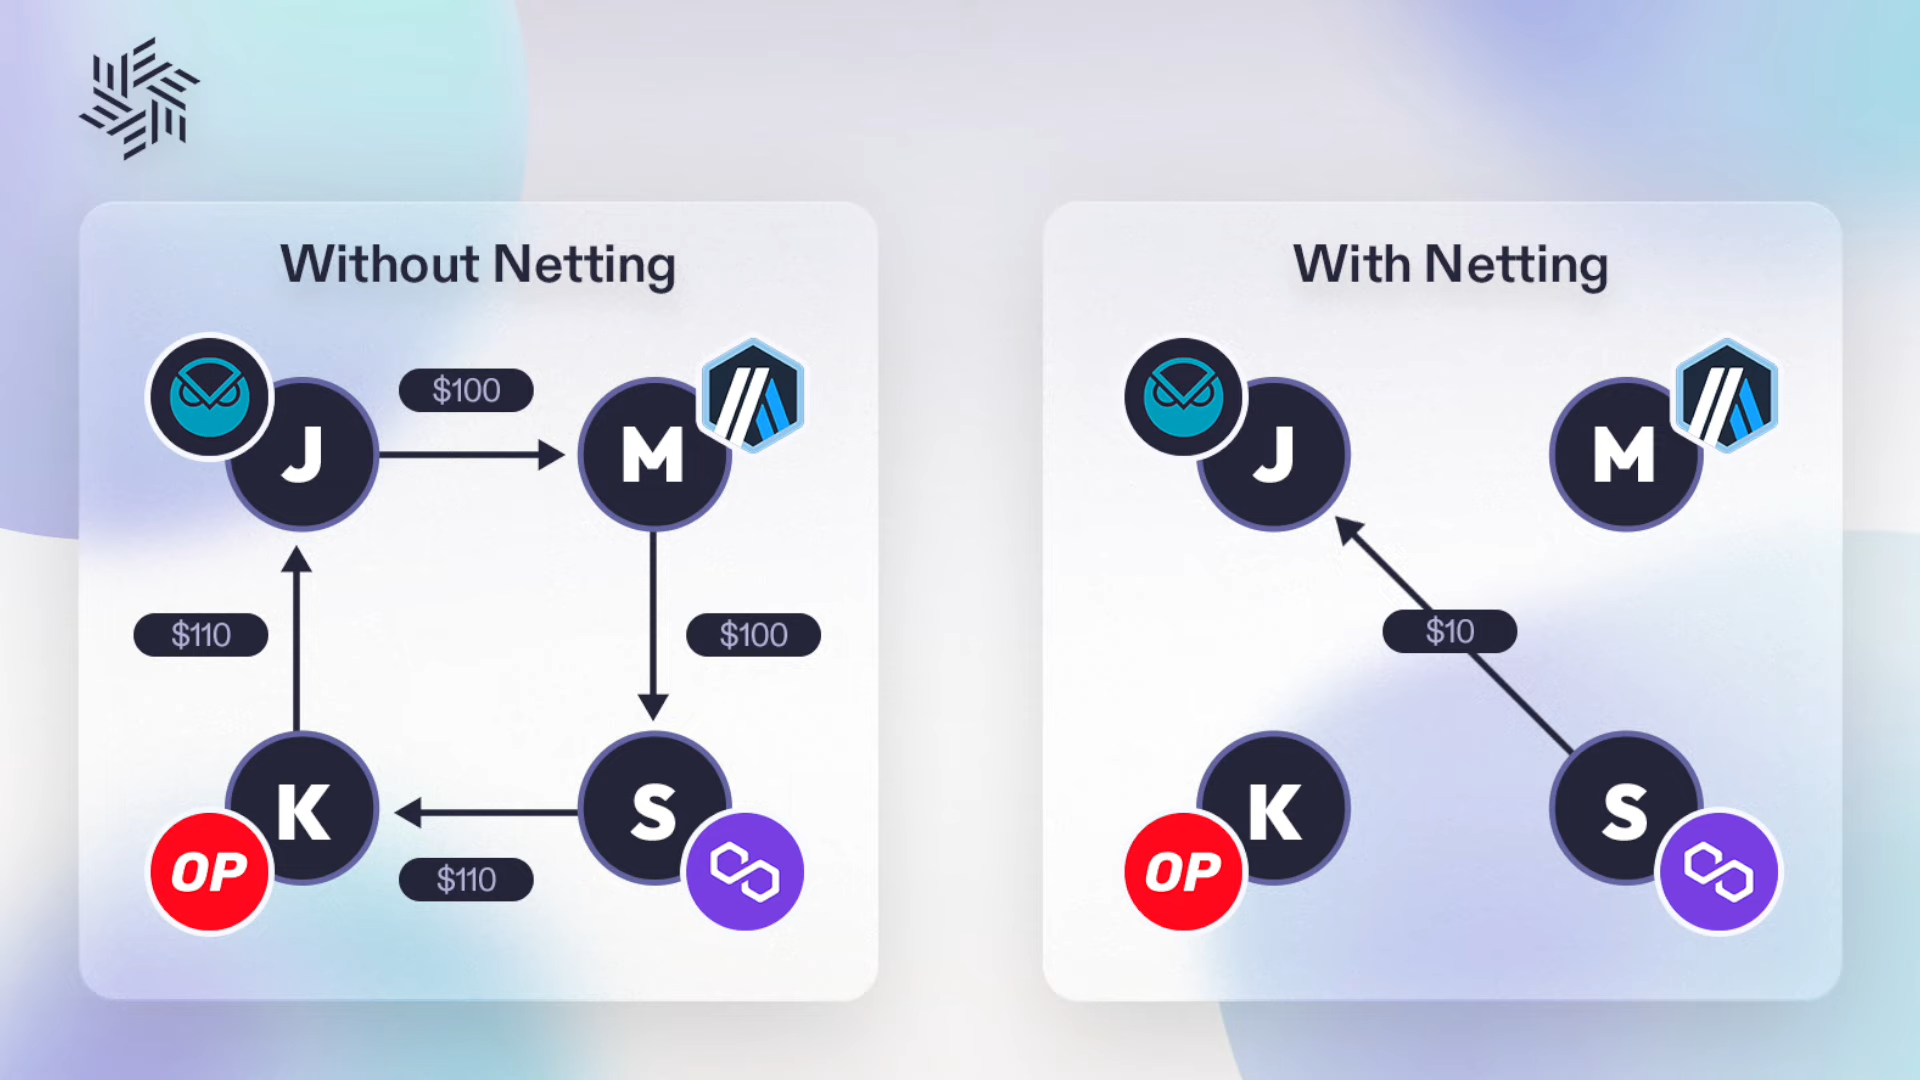 Without Netting
J
$100
M
$110
$100
K
S
OP
$110
With Netting
J
M
$10
K
S
OP